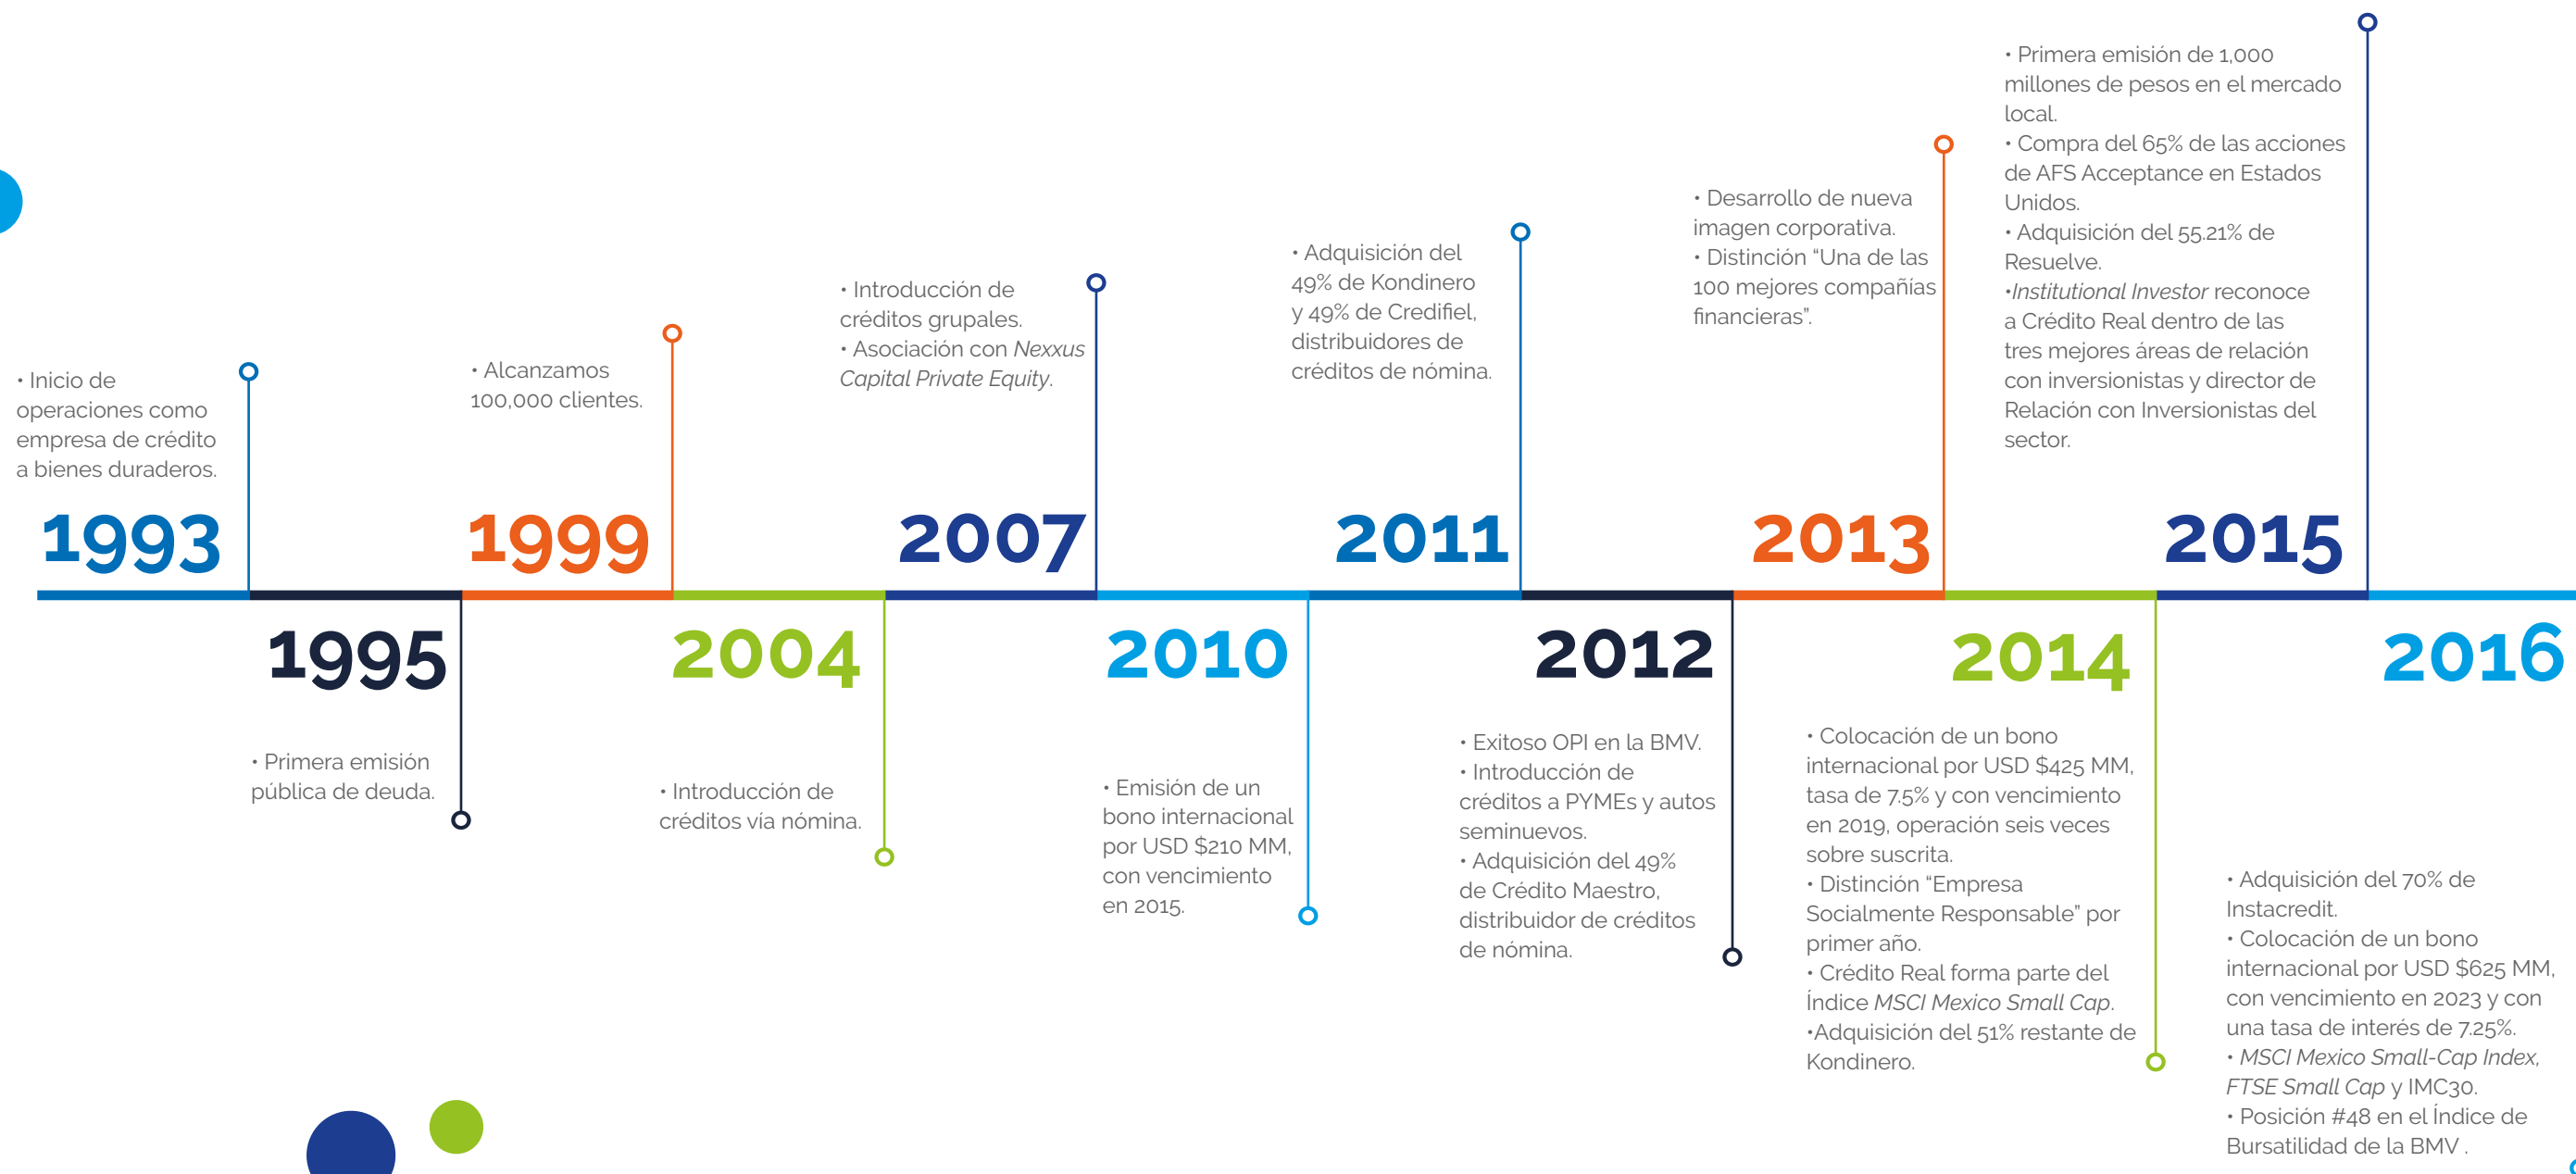 • Inicio de
operaciones como
empresa de crédito
a bienes duraderos.
1993
1995
• Primera emisión
pública de deuda.
• Alcanzamos
100,000 clientes.
1999
2004
• Introducción de
créditos vía nómina.
• Introducción de
créditos grupales.
• Asociación con Nexxus
Capital Private Equity.
2007
2010
• Emisión de un
bono internacional
por USD $210 MM,
con vencimiento
en 2015.
• Adquisición del
49% de Kondinero
y 49% de Credifiel,
distribuidores de
créditos de nómina.
2011
2012
• Exitoso OPI en la BMV.
• Introducción de
créditos a PYMEs y autos
seminuevos.
• Adquisición del 49%
de Crédito Maestro,
distribuidor de créditos
de nómina.
• Desarrollo de nueva
imagen corporativa.
• Distinción “Una de las
100 mejores compañías
financieras”.
2013
2014
• Colocación de un bono
internacional por USD $425 MM,
tasa de 7.5% y con vencimiento
en 2019, operación seis veces
sobre suscrita.
• Distinción “Empresa
Socialmente Responsable” por
primer año.
• Crédito Real forma parte del
Índice MSCI Mexico Small Cap.
•Adquisición del 51% restante de
Kondinero.
• Primera emisión de 1,000
millones de pesos en el mercado
local.
• Compra del 65% de las acciones
de AFS Acceptance en Estados
Unidos.
• Adquisición del 55.21% de
Resuelve.
•Institutional Investor reconoce
a Crédito Real dentro de las
tres mejores áreas de relación
con inversionistas y director de
Relación con Inversionistas del
sector.
2015
2016
• Adquisición del 70% de
Instacredit.
• Colocación de un bono
internacional por USD $625 MM,
con vencimiento en 2023 y con
una tasa de interés de 7.25%.
• MSCI Mexico Small-Cap Index,
FTSE Small Cap y IMC30.
• Posición #48 en el Índice de
Bursatilidad de la BMV .